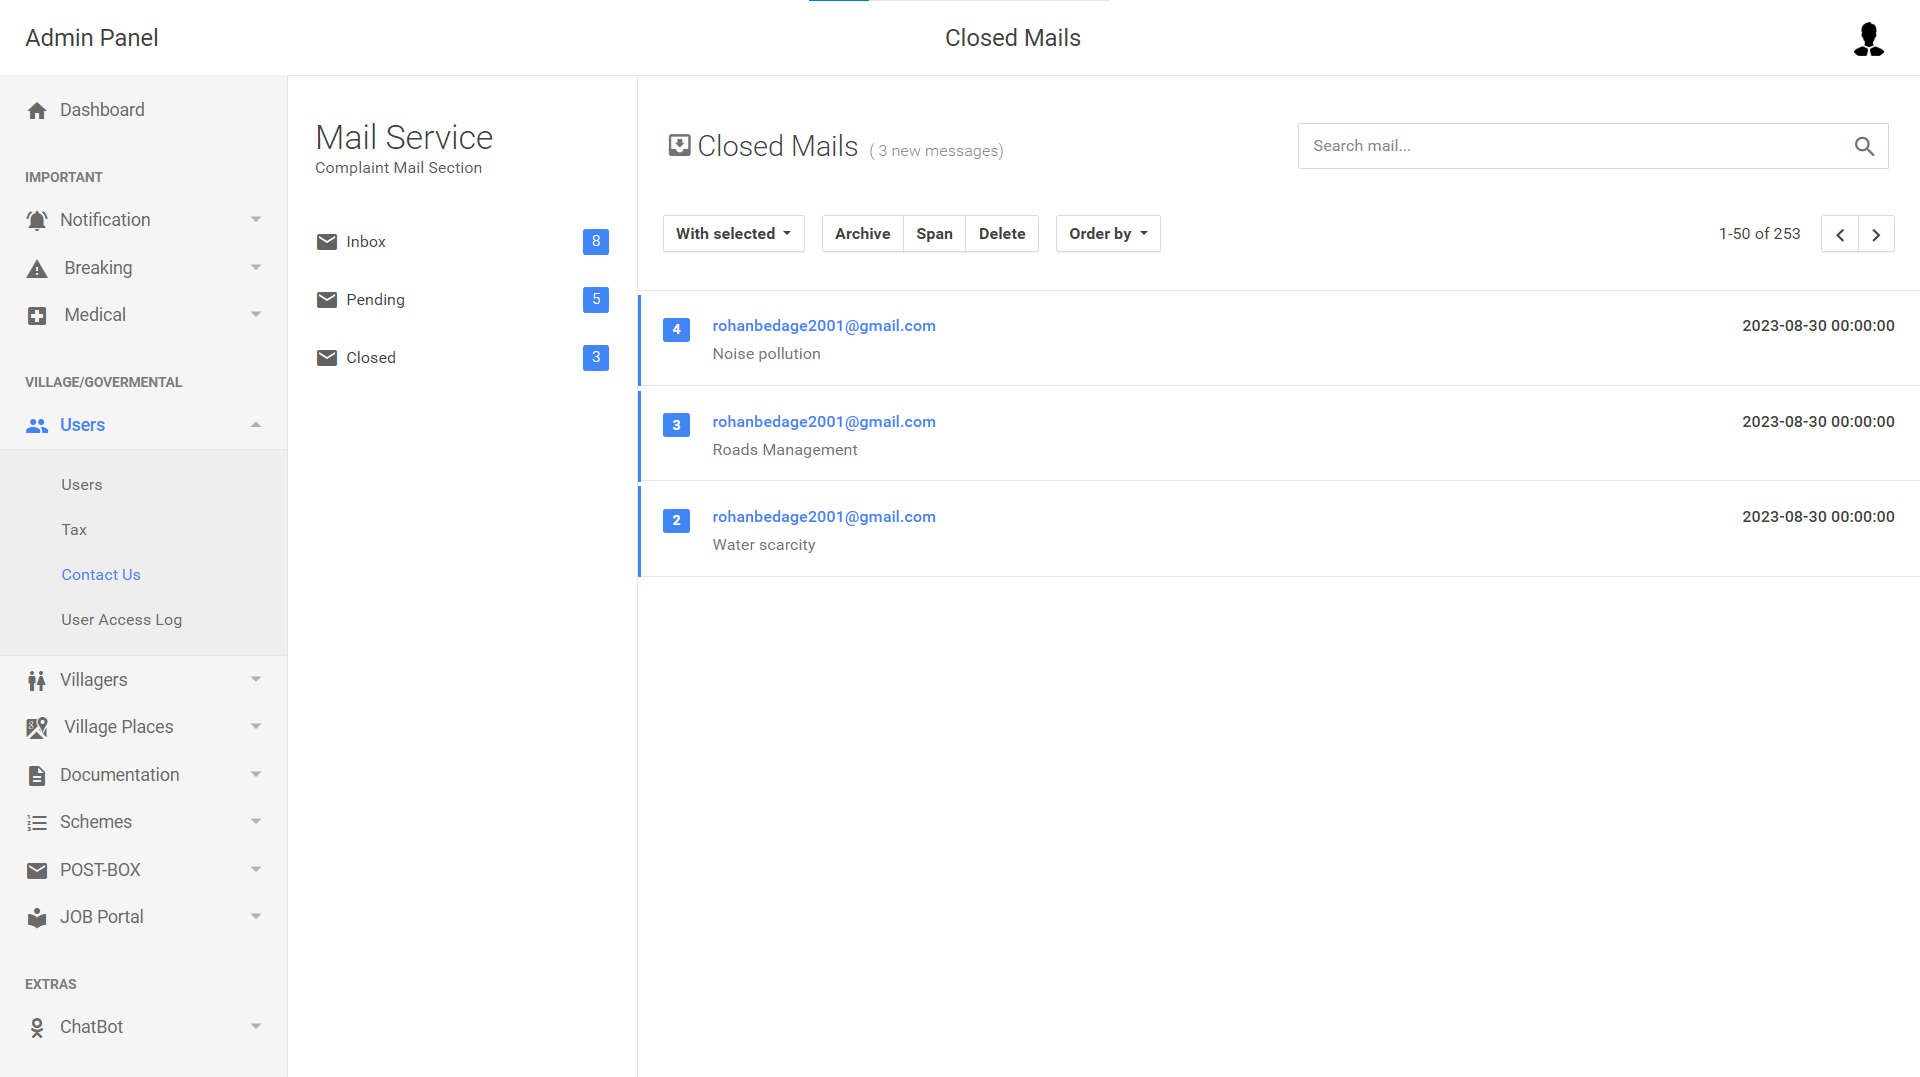 Admin Panel
Closed Mails
Dashboard
IMPORTANT
Notification
Breaking
Medical
VILLAGE/GOVERMENTAL
Users
Users
Tax
Contact Us
User Access Log
Villagers
Village Places
Documentation
Schemes
POST-BOX
JOB Portal
EXTRAS
ChatBot
Mail Service
Complaint Mail Section
Inbox 8
Pending 5
Closed 3
Closed Mails ( 3 new messages)
Search mail...
With selected Archive Span Delete Order by 1-50 of 253
4 rohanbedage2001@gmail.com 2023-08-30 00:00:00
Noise pollution
3 rohanbedage2001@gmail.com 2023-08-30 00:00:00
Roads Management
2 rohanbedage2001@gmail.com 2023-08-30 00:00:00
Water scarcity